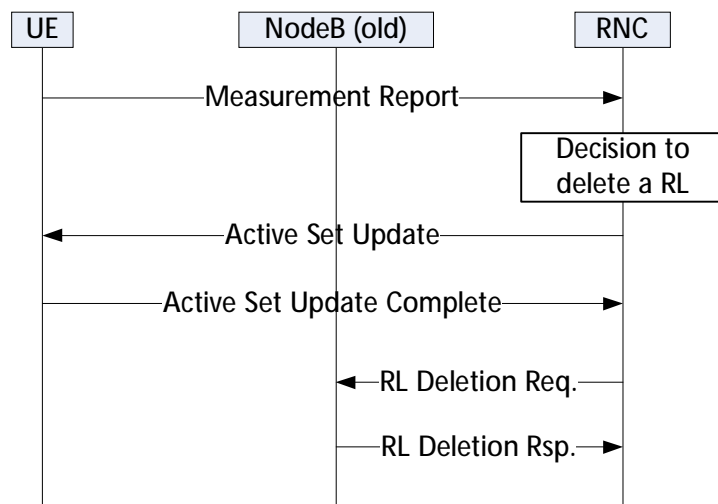 UE
NodeB (old)
RNC
Measurement Report
Decision to
delete a RL
Active Set Update
Active Set Update Complete
RL Deletion Req.
RL Deletion Rsp.